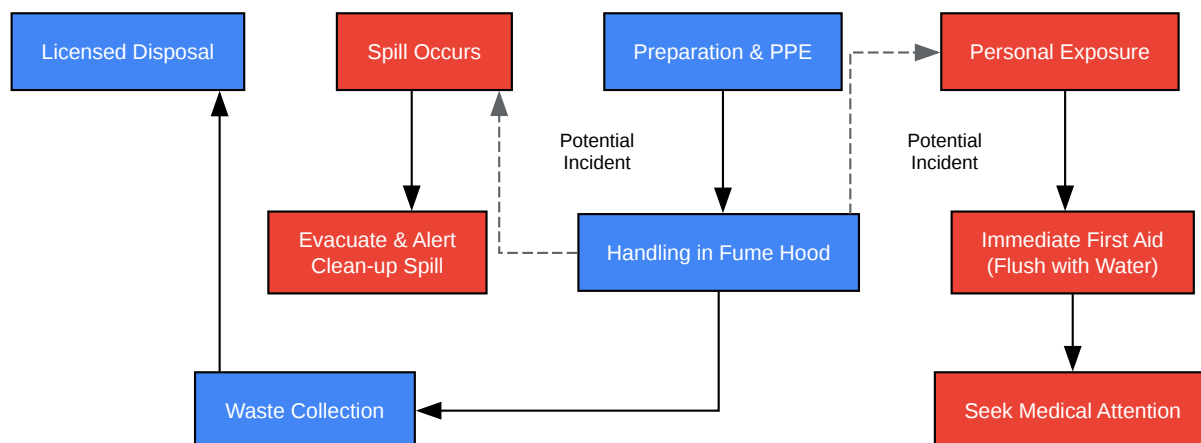 Licensed Disposal
Spill Occurs
Preparation & PPE
Personal Exposure
Potential
Incident
Potential
Incident
Evacuate & Alert
Clean-up Spill
Handling in Fume Hood
Immediate First Aid
(Flush with Water)
Waste Collection
Seek Medical Attention